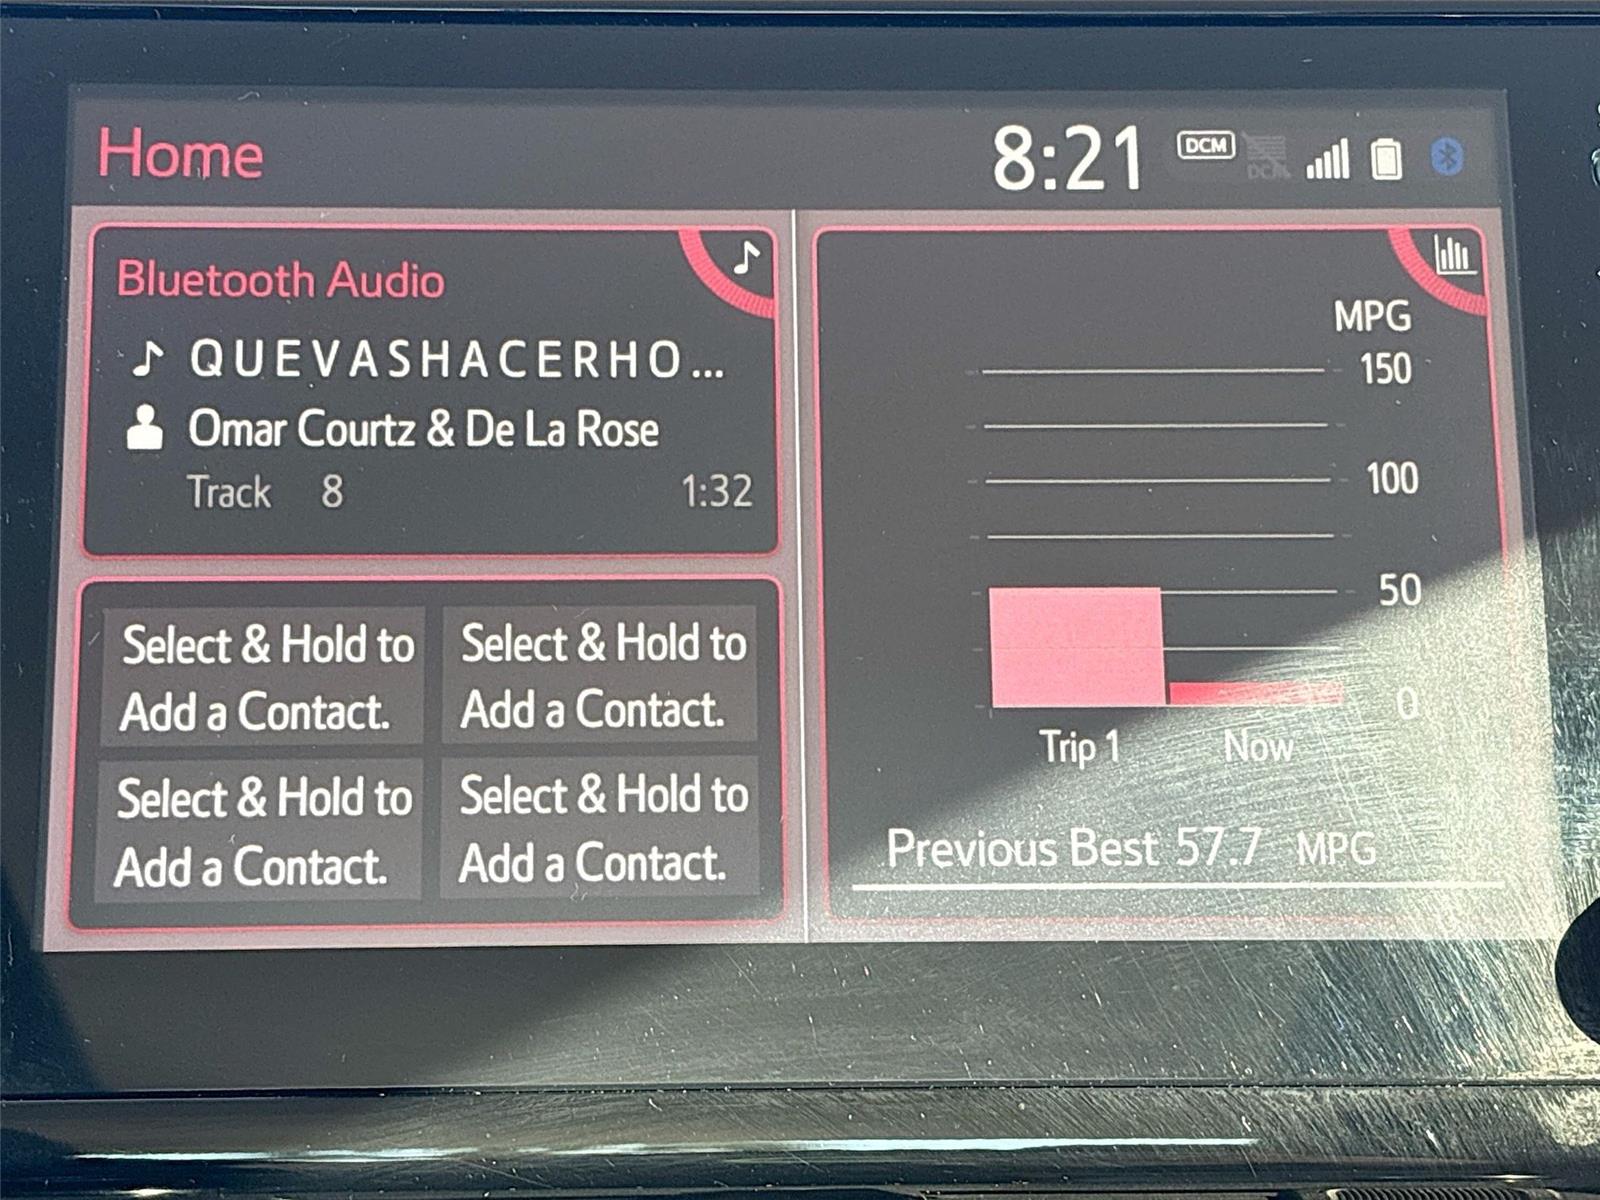 Home
8:21
DCM
DCM
Bluetooth Audio
Q U E V A S H A C E R H O ...
Omar Courtz & De La Rose
Track 8 1:32
Select & Hold to
Add a Contact.
Select & Hold to
Add a Contact.
Select & Hold to
Add a Contact.
Select & Hold to
Add a Contact.
MPG
150
100
50
0
Trip 1 Now
Previous Best 57.7 MPG